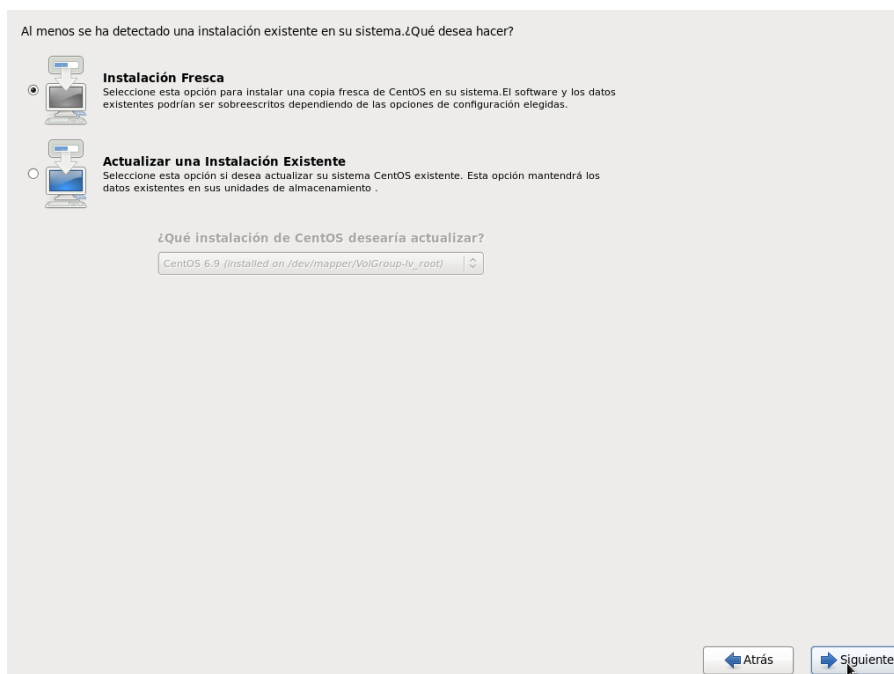 Al menos se ha detectado una instalación existente en su sistema.¿Qué desea hacer?
Instalación Fresca
Seleccione esta opción para instalar una copia fresca de CentOS en su sistema.El software y los datos
existentes podrían ser sobreescritos dependiendo de las opciones de configuración elegidas.
Actualizar una Instalación Existente
Seleccione esta opción si desea actualizar su sistema CentOS existente. Esta opción mantendrá los
datos existentes en sus unidades de almacenamiento .
¿Qué instalación de CentOS desearía actualizar?
CentOS 6.9 (installed on /dev/mapper/VolGroup-lv_root)
Atrás
Siguiente